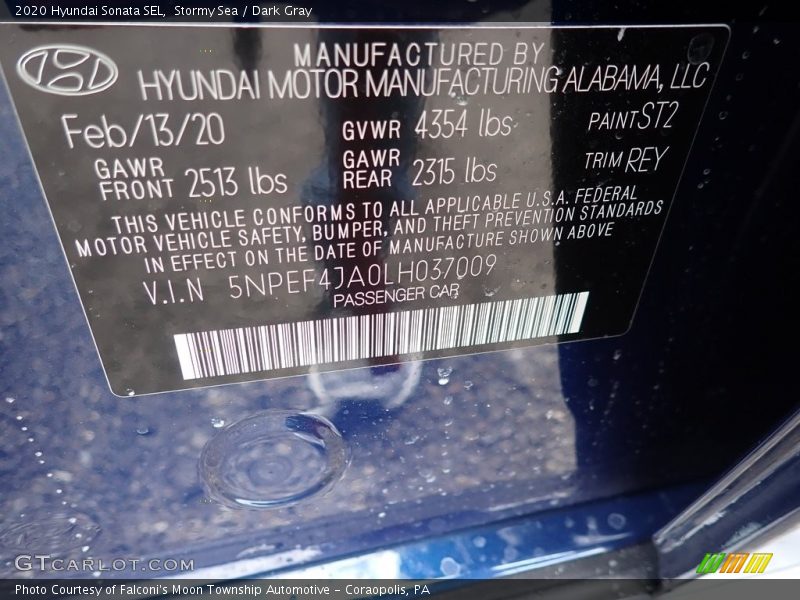 2020 Hyundai Sonata SEL, Stormy Sea / Dark Gray
MANUFACTURED BY
HYUNDAI MOTOR MANUFACTURING ALABAMA, LLC
Feb/13/20 GVWR 4354 lbs PAINT ST2
GAWR FRONT 2513 lbs GAWR REAR 2315 lbs TRIM REY
THIS VEHICLE CONFORMS TO ALL APPLICABLE U.S.A. FEDERAL
MOTOR VEHICLE SAFETY, BUMPER, AND THEFT PREVENTION STANDARDS
IN EFFECT ON THE DATE OF MANUFACTURE SHOWN ABOVE
V.I.N 5NPEF4JA0LH037009
PASSENGER CAR
GTCARLOT.COM
Photo Courtesy of Falconi's Moon Township Automotive - Coraopolis, PA